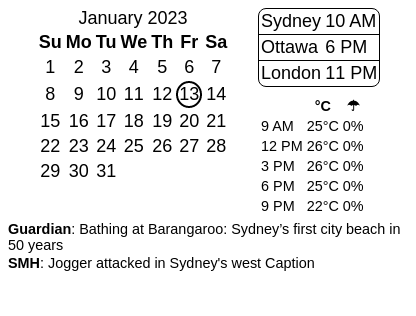 January 2023
Su Mo Tu We Th Fr Sa
1 2 3 4 5 6 7
8 9 10 11 12 13 14
15 16 17 18 19 20 21
22 23 24 25 26 27 28
29 30 31
Sydney 10 AM
Ottawa 6 PM
London 11 PM
°C ☂
9 AM 25°C 0%
12 PM 26°C 0%
3 PM 26°C 0%
6 PM 25°C 0%
9 PM 22°C 0%
Guardian: Bathing at Barangaroo: Sydney’s first city beach in
50 years
SMH: Jogger attacked in Sydney's west Caption